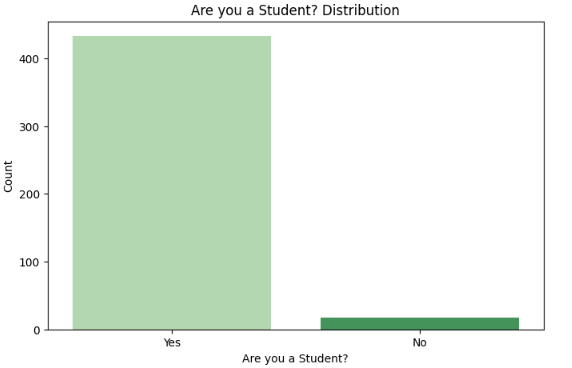 Are you a Student? Distribution
400
300
200
100
0
Count
Yes
No
Are you a Student?